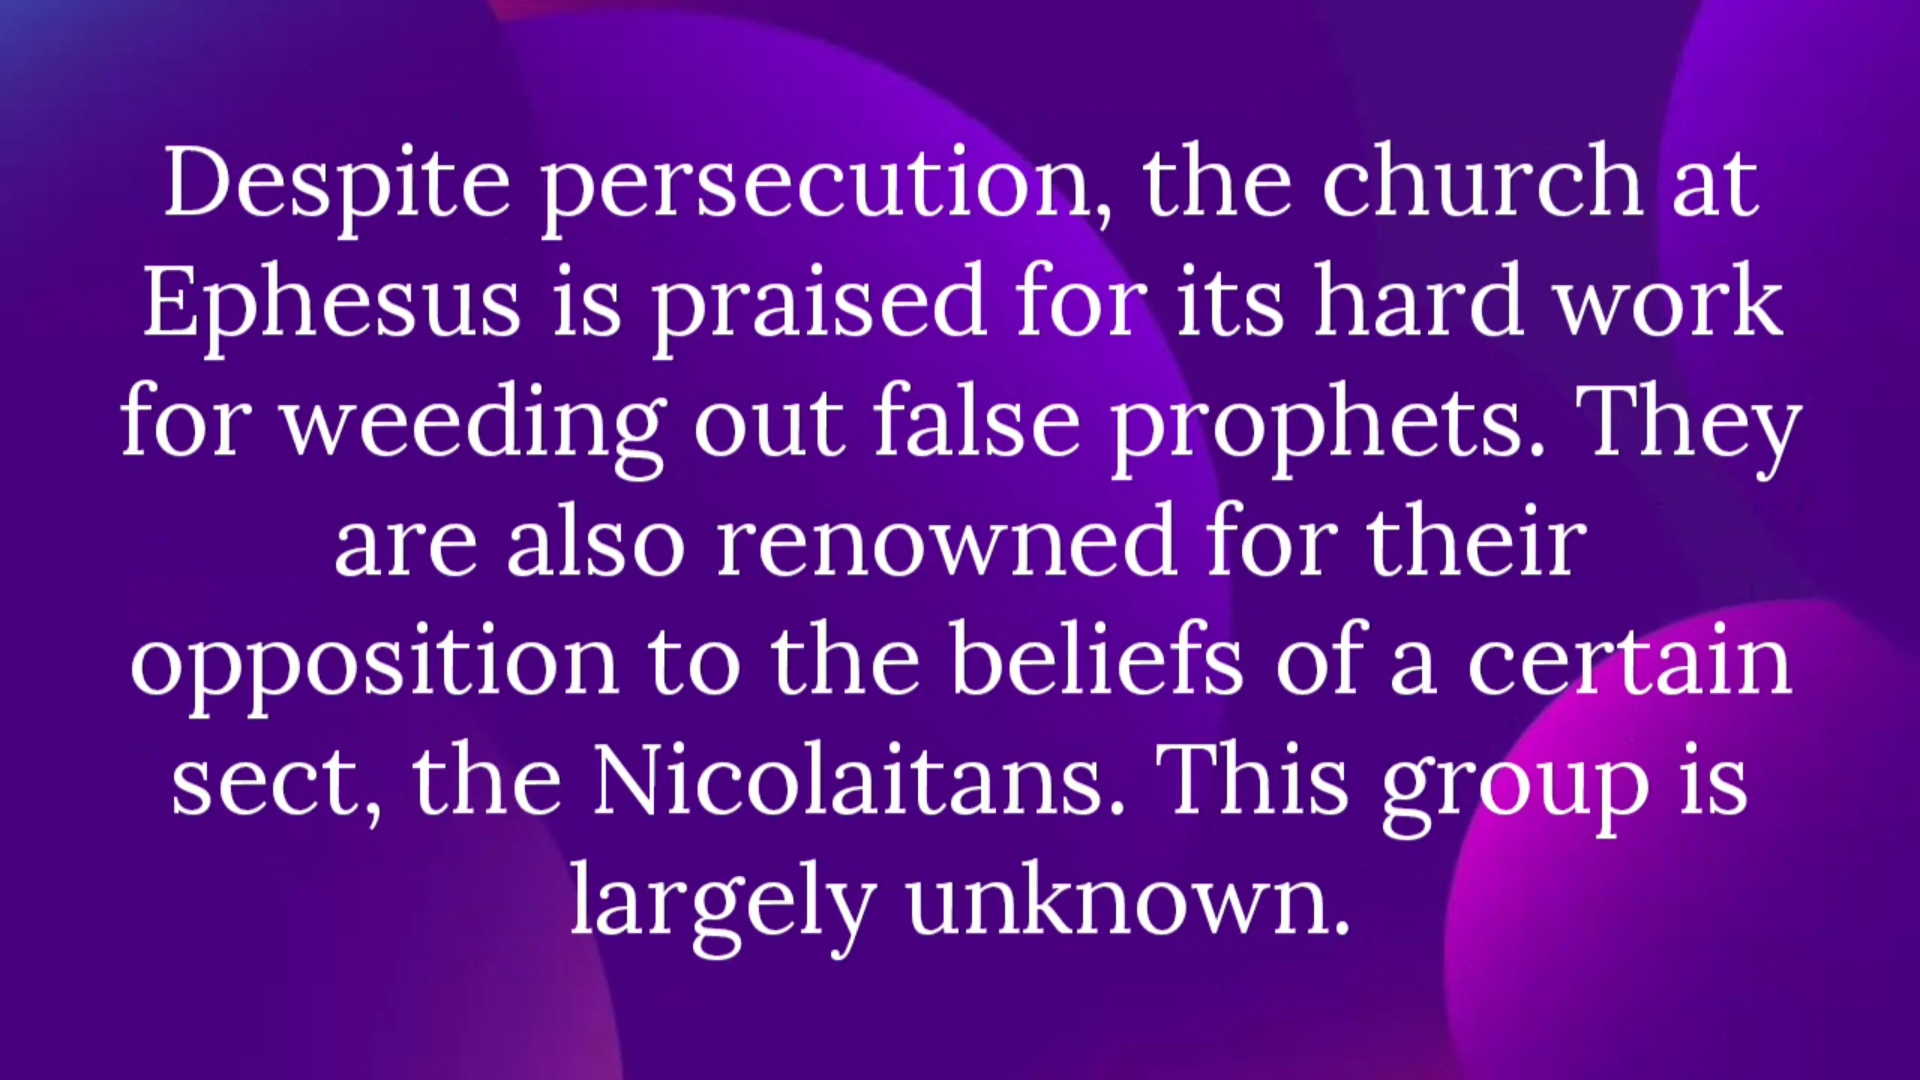 Despite persecution, the church at
Ephesus is praised for its hard work
for weeding out false prophets. They
are also renowned for their
opposition to the beliefs of a certain
sect, the Nicolaitans. This group is
largely unknown.